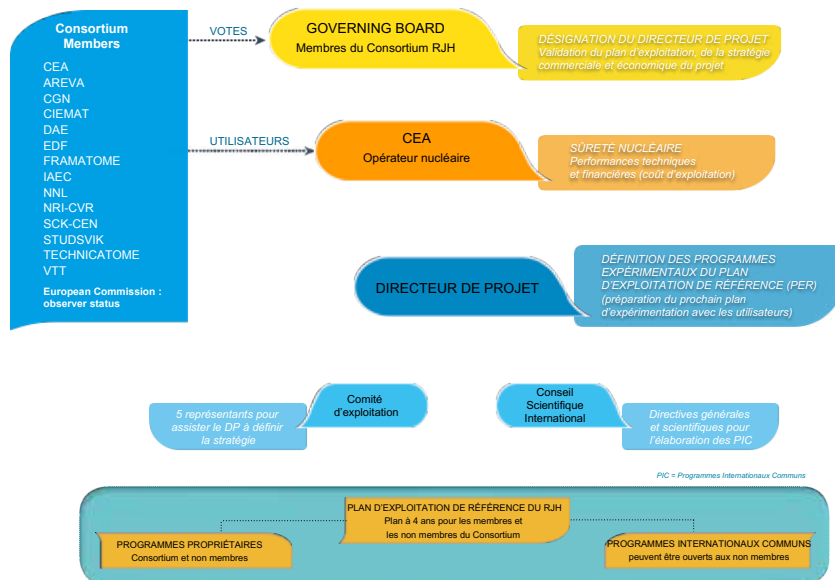 Consortium
Members
CEA
AREVA
CGN
CIEMAT
DAE
EDF
FRAMATOME
IAEC
NNL
NRI-CVR
SCK-CEN
STUDSVIK
TECHNICATOME
VTT
European Commission :
observer status
VOTES
GOVERNING BOARD
Membres du Consortium RJH
DÉSIGNATION DU DIRECTEUR DE PROJET
Validation du plan d'exploitation, de la stratégie
commerciale et économique du projet
UTILISATEURS
CEA
Opérateur nucléaire
SÛRETÉ NUCLÉAIRE
Performances techniques
et financières (coût d'exploitation)
DIRECTEUR DE PROJET
DÉFINITION DES PROGRAMMES
EXPÉRIMENTAUX DU PLAN
D'EXPLOITATION DE RÉFÉRENCE (PER)
(préparation du prochain plan
d'expérimentation avec les utilisateurs)
5 représentants pour
assister le DP à définir
la stratégie
Comité
d'exploitation
Conseil
Scientifique
International
Directives générales
et scientifiques pour
l'élaboration des PIC
PIC = Programmes Internationaux Communs
PLAN D'EXPLOITATION DE RÉFÉRENCE DU RJH
Plan à 4 ans pour les membres et
les non membres du Consortium
PROGRAMMES PROPRIÉTAIRES
Consortium et non membres
PROGRAMMES INTERNATIONAUX COMMUNS
peuvent être ouverts aux non membres